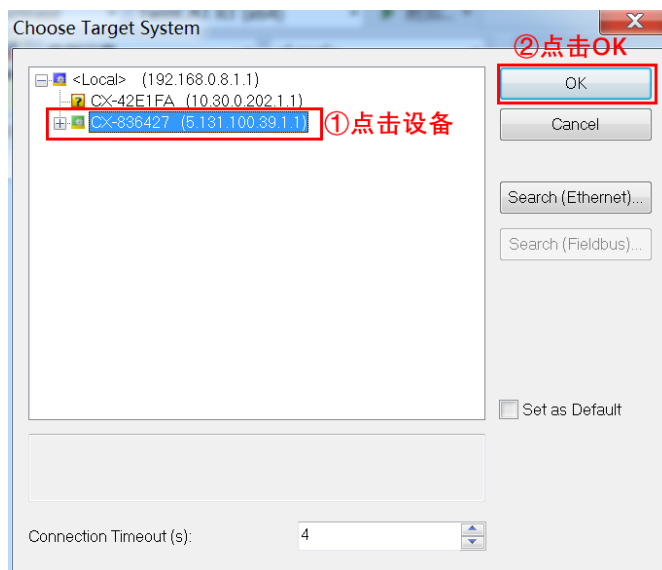 Choose Target System
②点击OK
<Local> (192.168.0.8.1.1)
CX-42E1FA (10.30.0.202.1.1)
CX-836427 (5.131.100.39.1.1)
①点击设备
OK
Cancel
Search (Ethernet)...
Search (Fieldbus)...
Set as Default
Connection Timeout (s):
4